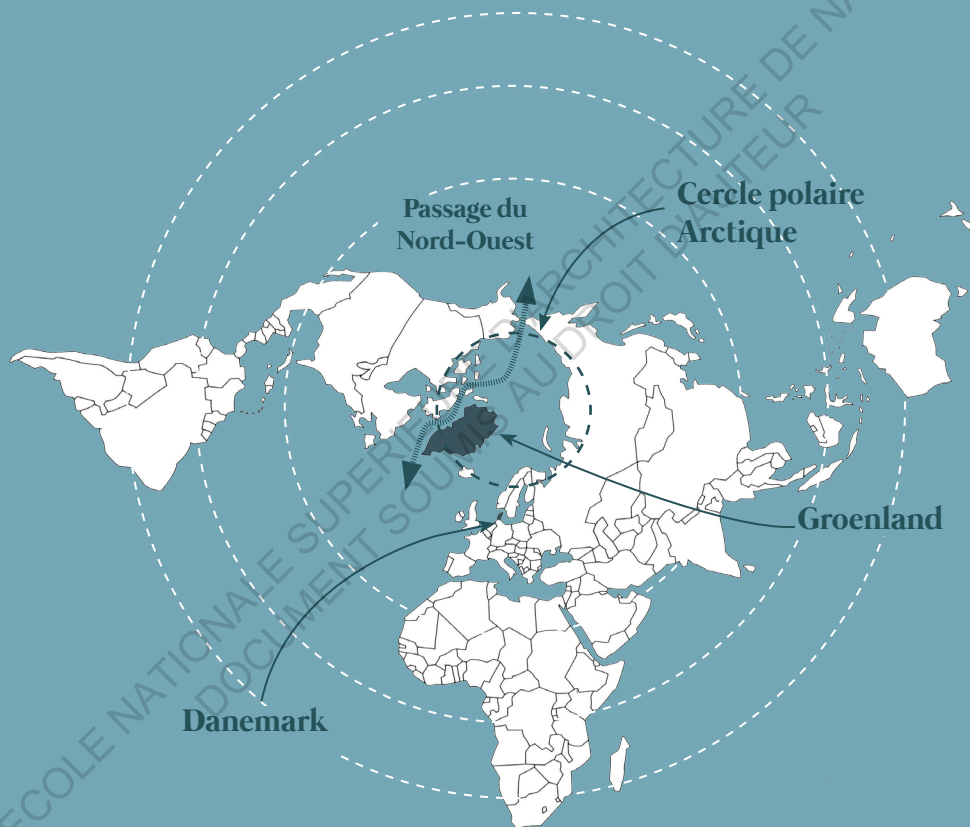 Passage du
Nord-Ouest
Cercle polaire
Arctique
Groenland
Danemark
ECOLE NATIONALE SUPERIEURE D'ARCHITECTURE DE
DOCUMENT SOUMIS AU DROIT D'AUTEUR